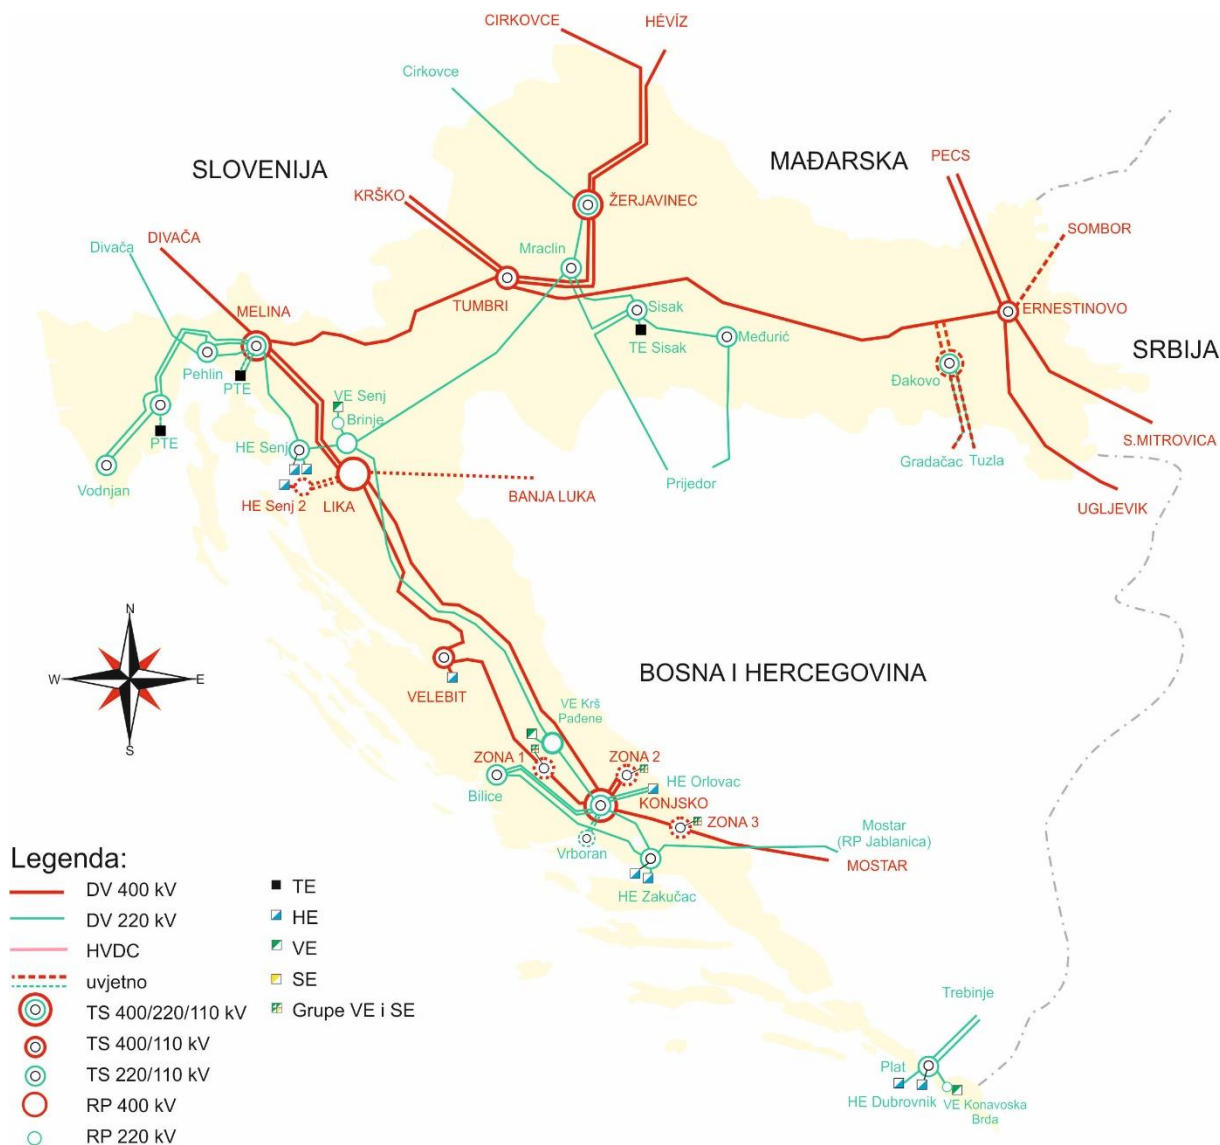 CIRKOVCE
HÉVÍZ
Cirkovce
SLOVENIJA
MAĐARSKA
PECS
KRŠKO
ŽERJAVINEC
SOMBOR
Divača
DIVAČA
Mraclin
MELINA
TUMBRI
Sisak
Međurić
ERNESTINOVO
TE Sisak
SRBIJA
Pehlin
PTE
VE Senj
Brinje
Đakovo
PTE
HE Senj
S.MITROVICA
Gradačac
Tuzla
Vodnjan
Prijedor
HE Senj 2
LIKA
BANJA LUKA
UGLJEVIK
N
W
E
S
BOSNA I HERCEGOVINA
VELEBIT
VE Krš
Pađene
ZONA 1
ZONA 2
HE Orlovac
Bilice
KONJSKO
ZONA 3
Mostar
(RP Jablanica)
Vrboran
MOSTAR
HE Zakučac
Legenda:
DV 400 kV
DV 220 kV
HVDC
uvjetno
TS 400/220/110 kV
TS 400/110 kV
TS 220/110 kV
RP 400 kV
RP 220 kV
TE
HE
VE
SE
Grupe VE i SE
Trebinje
Plat
HE Dubrovnik
VE Konavoska
Brda